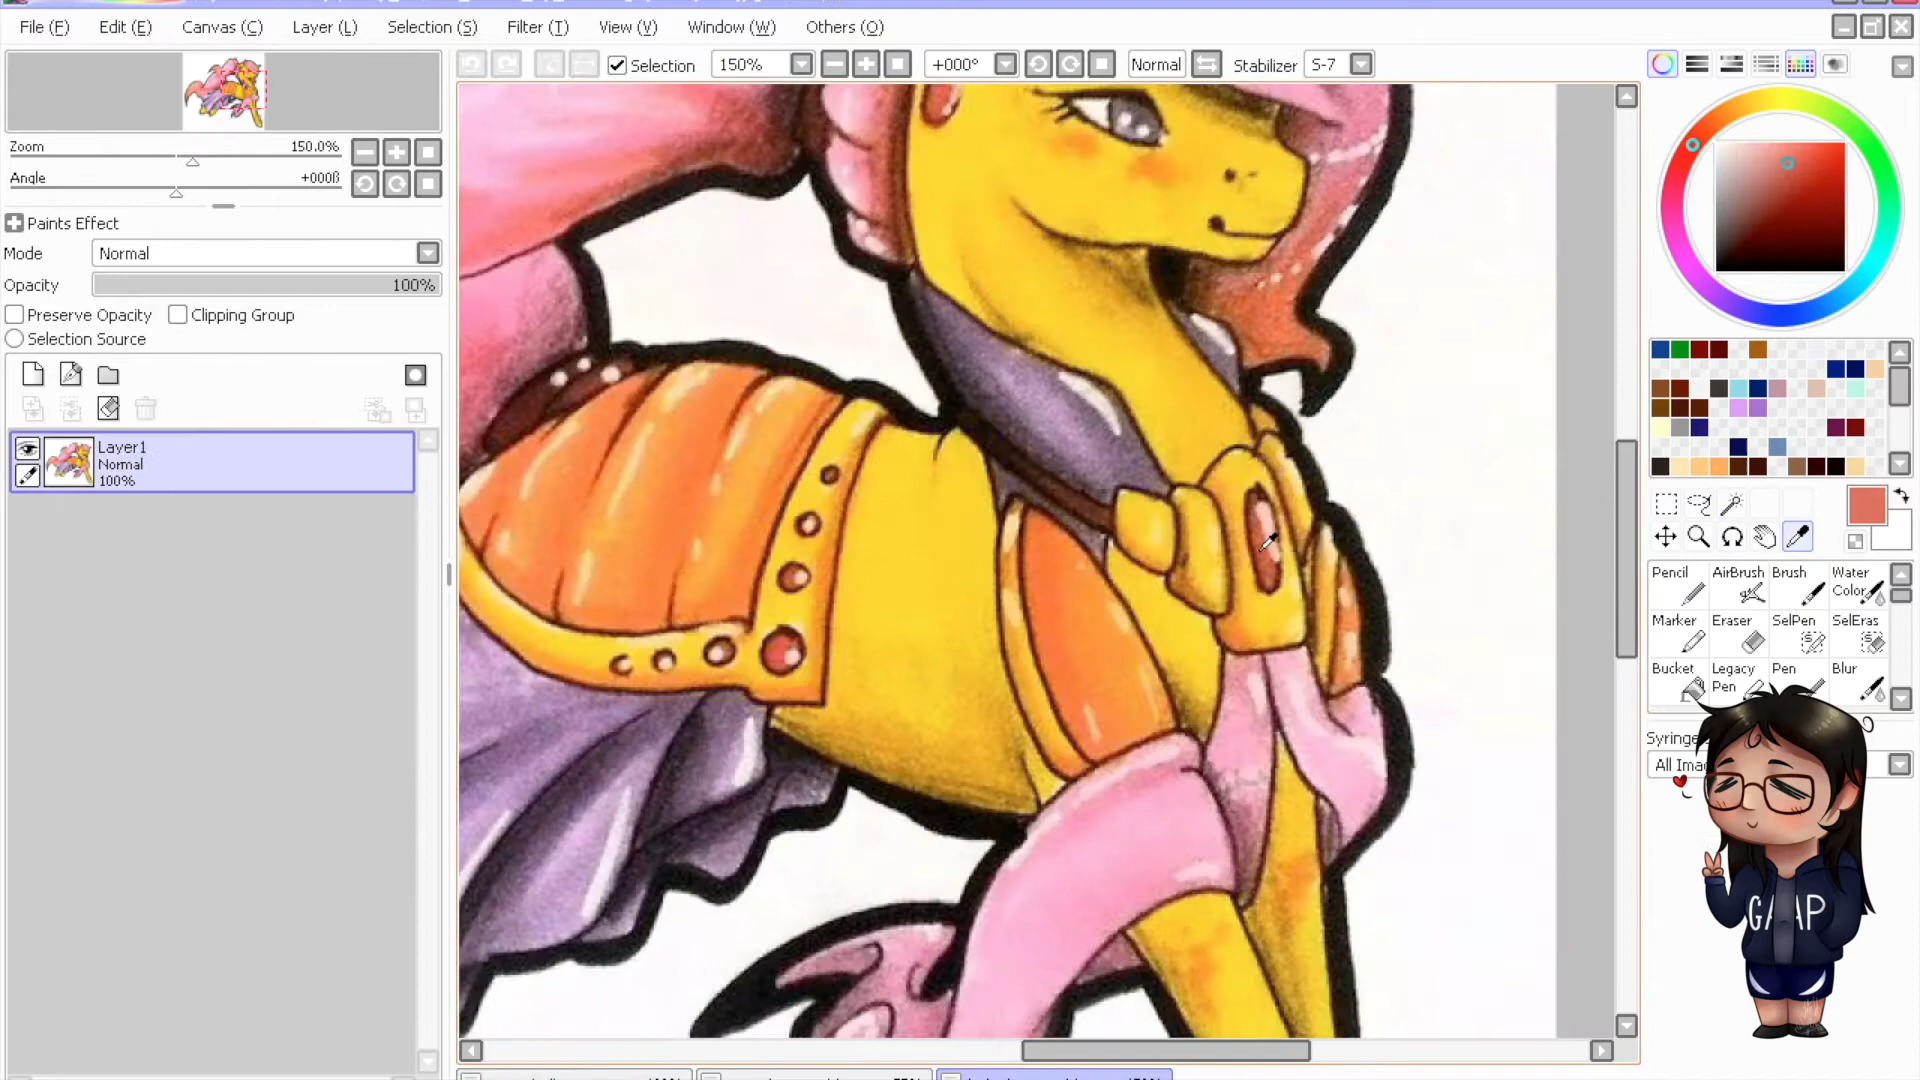 File (F) Edit (E) Canvas (C) Layer (L) Selection (S) Filter (T) View (V) Window (W) Others (O)
Selection 150% +000° Normal Stabilizer S-7
Zoom 150.0%
Angle +000ß
Paints Effect
Mode Normal
Opacity 100%
Preserve Opacity Clipping Group
Selection Source
Layer1
Normal
100%
Pencil AirBrush Brush Water Color
Marker Eraser SelPen SelEras
Bucket Legacy Pen Pen Blur
Syringe
All Ima